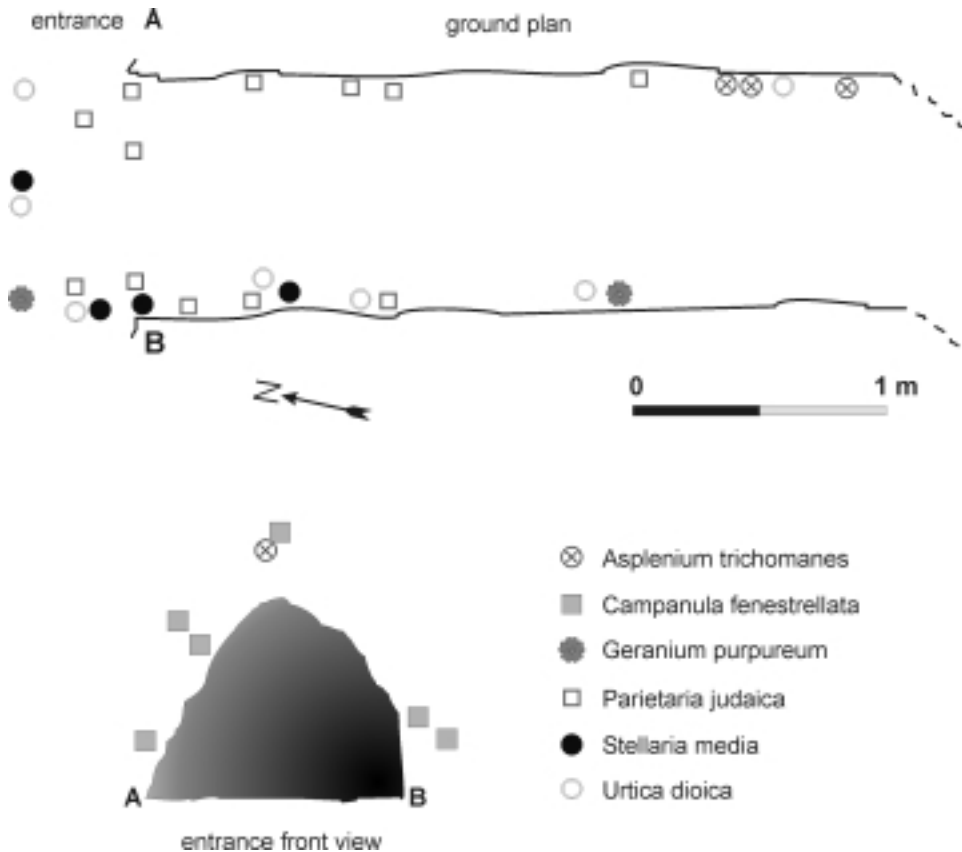 entrance A ground plan
B
N
0 1 m
Asplenium trichomanes
Campanula fenestrellata
Geranium purpureum
Parietaria judaica
Stellaria media
Urtica dioica
A B
entrance front view